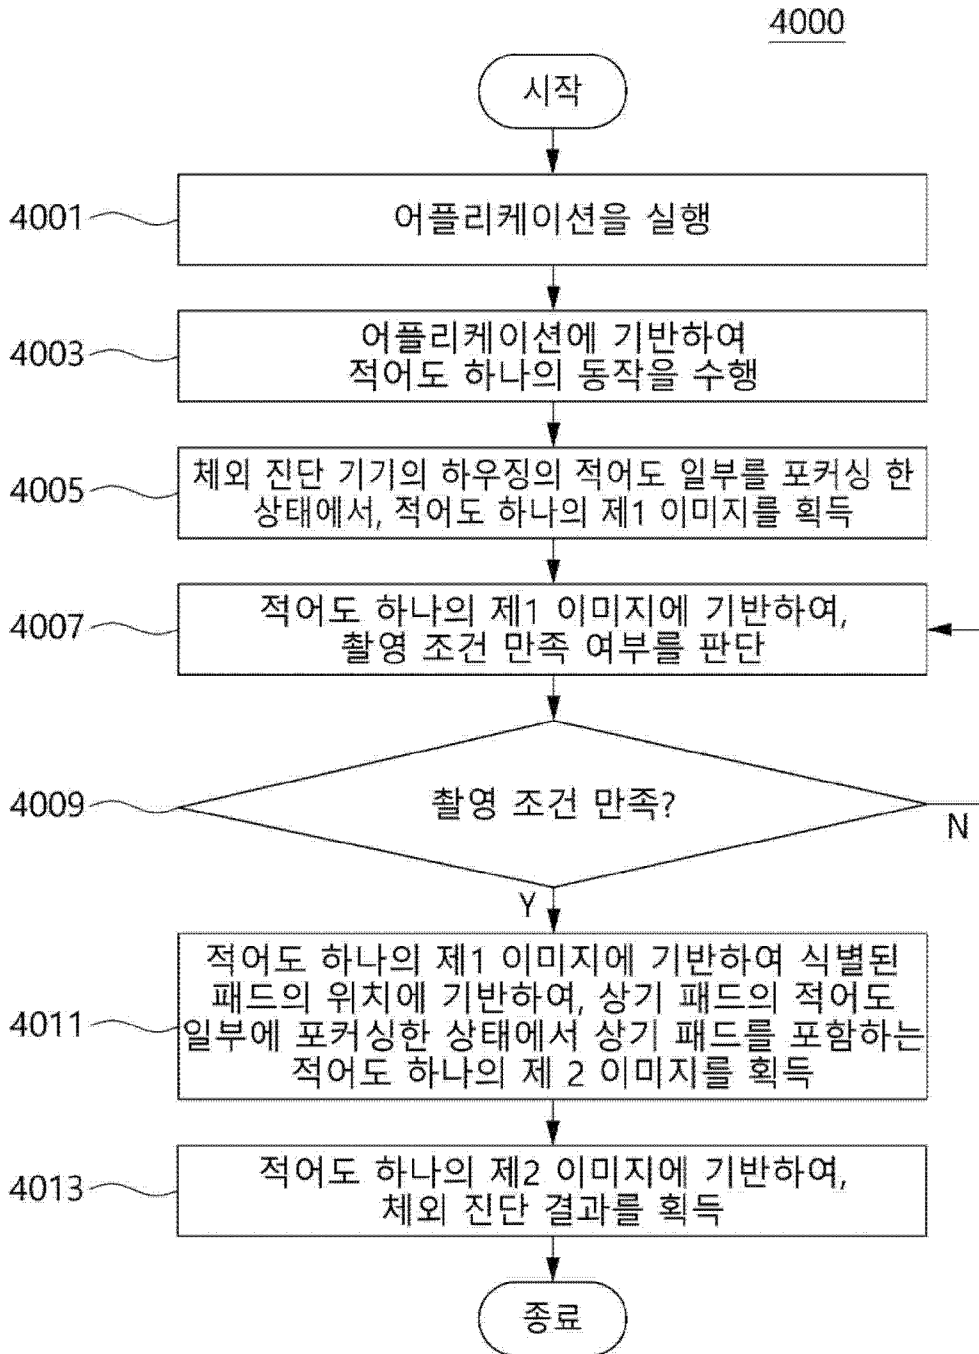 4000
시작
4001
어플리케이션을 실행
4003
어플리케이션에 기반하여
적어도 하나의 동작을 수행
4005
체외 진단 기기의 하우징의 적어도 일부를 포커싱 한
상태에서, 적어도 하나의 제1 이미지를 획득
4007
적어도 하나의 제1 이미지에 기반하여,
촬영 조건 만족 여부를 판단
4009
촬영 조건 만족?
N
Y
4011
적어도 하나의 제1 이미지에 기반하여 식별된
패드의 위치에 기반하여, 상기 패드의 적어도
일부에 포커싱한 상태에서 상기 패드를 포함하는
적어도 하나의 제 2 이미지를 획득
4013
적어도 하나의 제2 이미지에 기반하여,
체외 진단 결과를 획득
종료